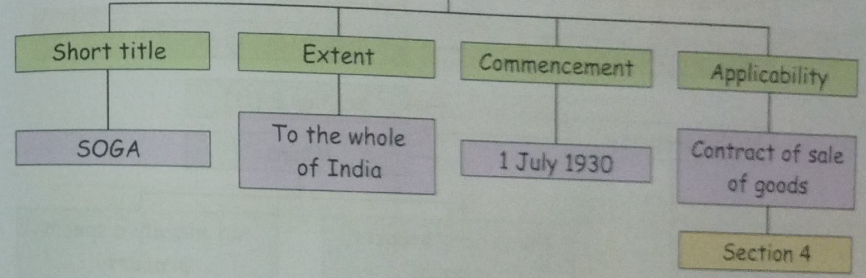 Short title
Extent
Commencement
Applicability
SOGA
To the whole
of India
1 July 1930
Contract of sale
of goods
Section 4